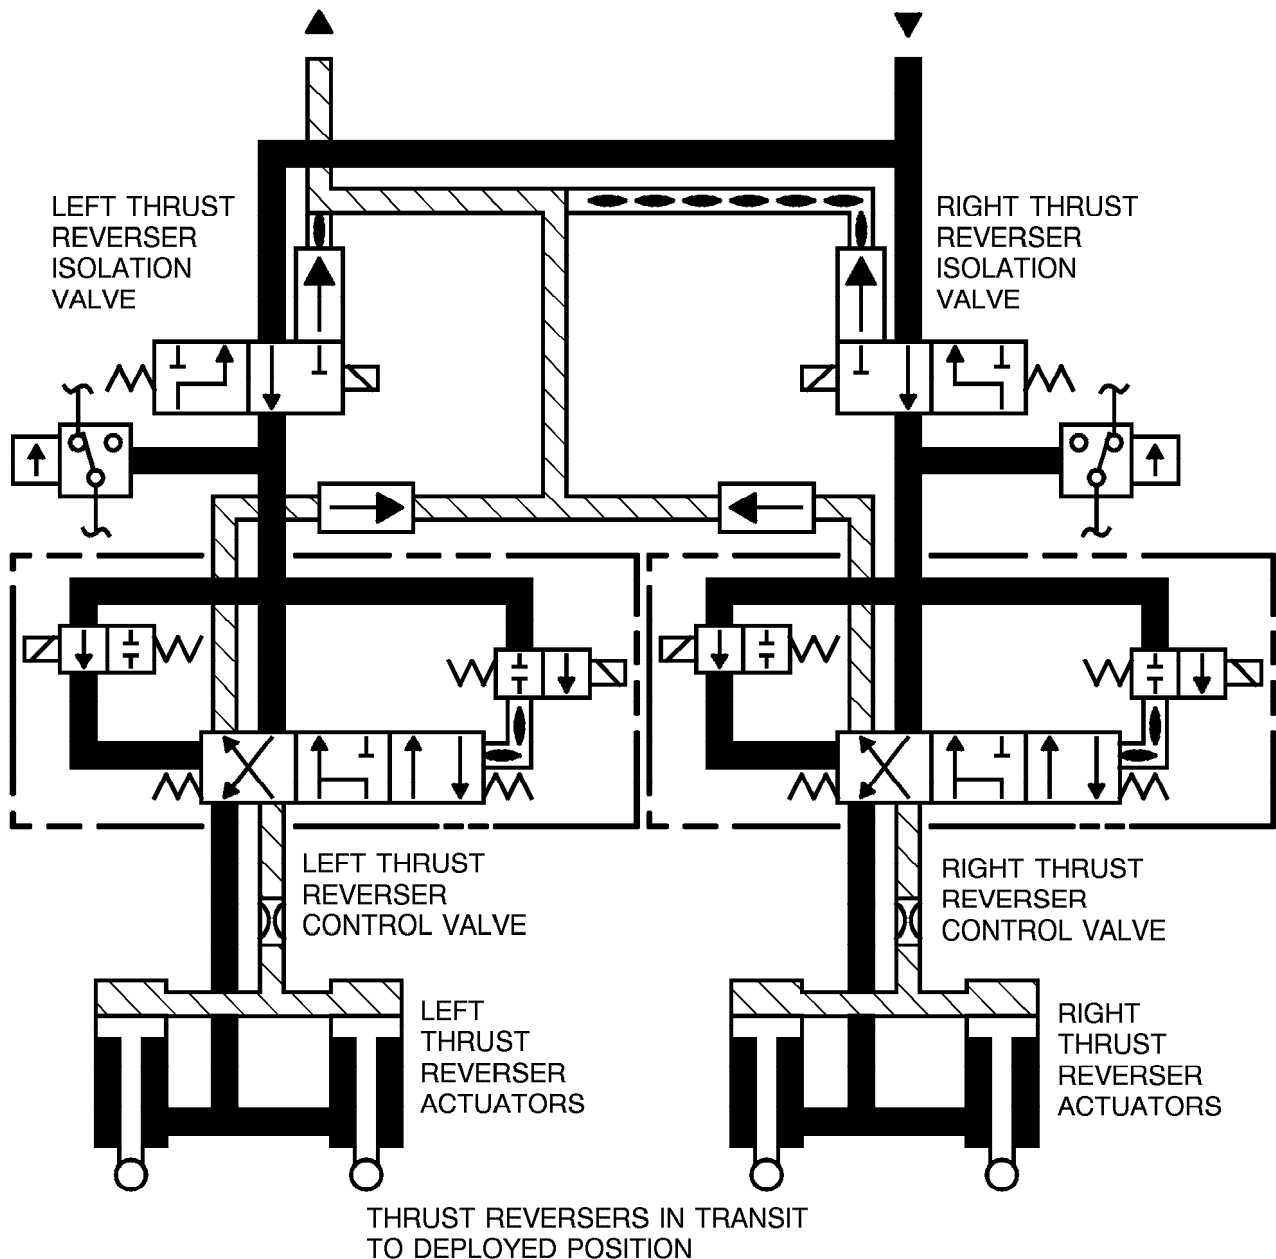 LEFT THRUST
REVERSER
ISOLATION
VALVE
RIGHT THRUST
REVERSER
ISOLATION
VALVE
LEFT THRUST
REVERSER
CONTROL VALVE
RIGHT THRUST
REVERSER
CONTROL VALVE
LEFT
THRUST
REVERSER
ACTUATORS
RIGHT
THRUST
REVERSER
ACTUATORS
THRUST REVERSERS IN TRANSIT
TO DEPLOYED POSITION